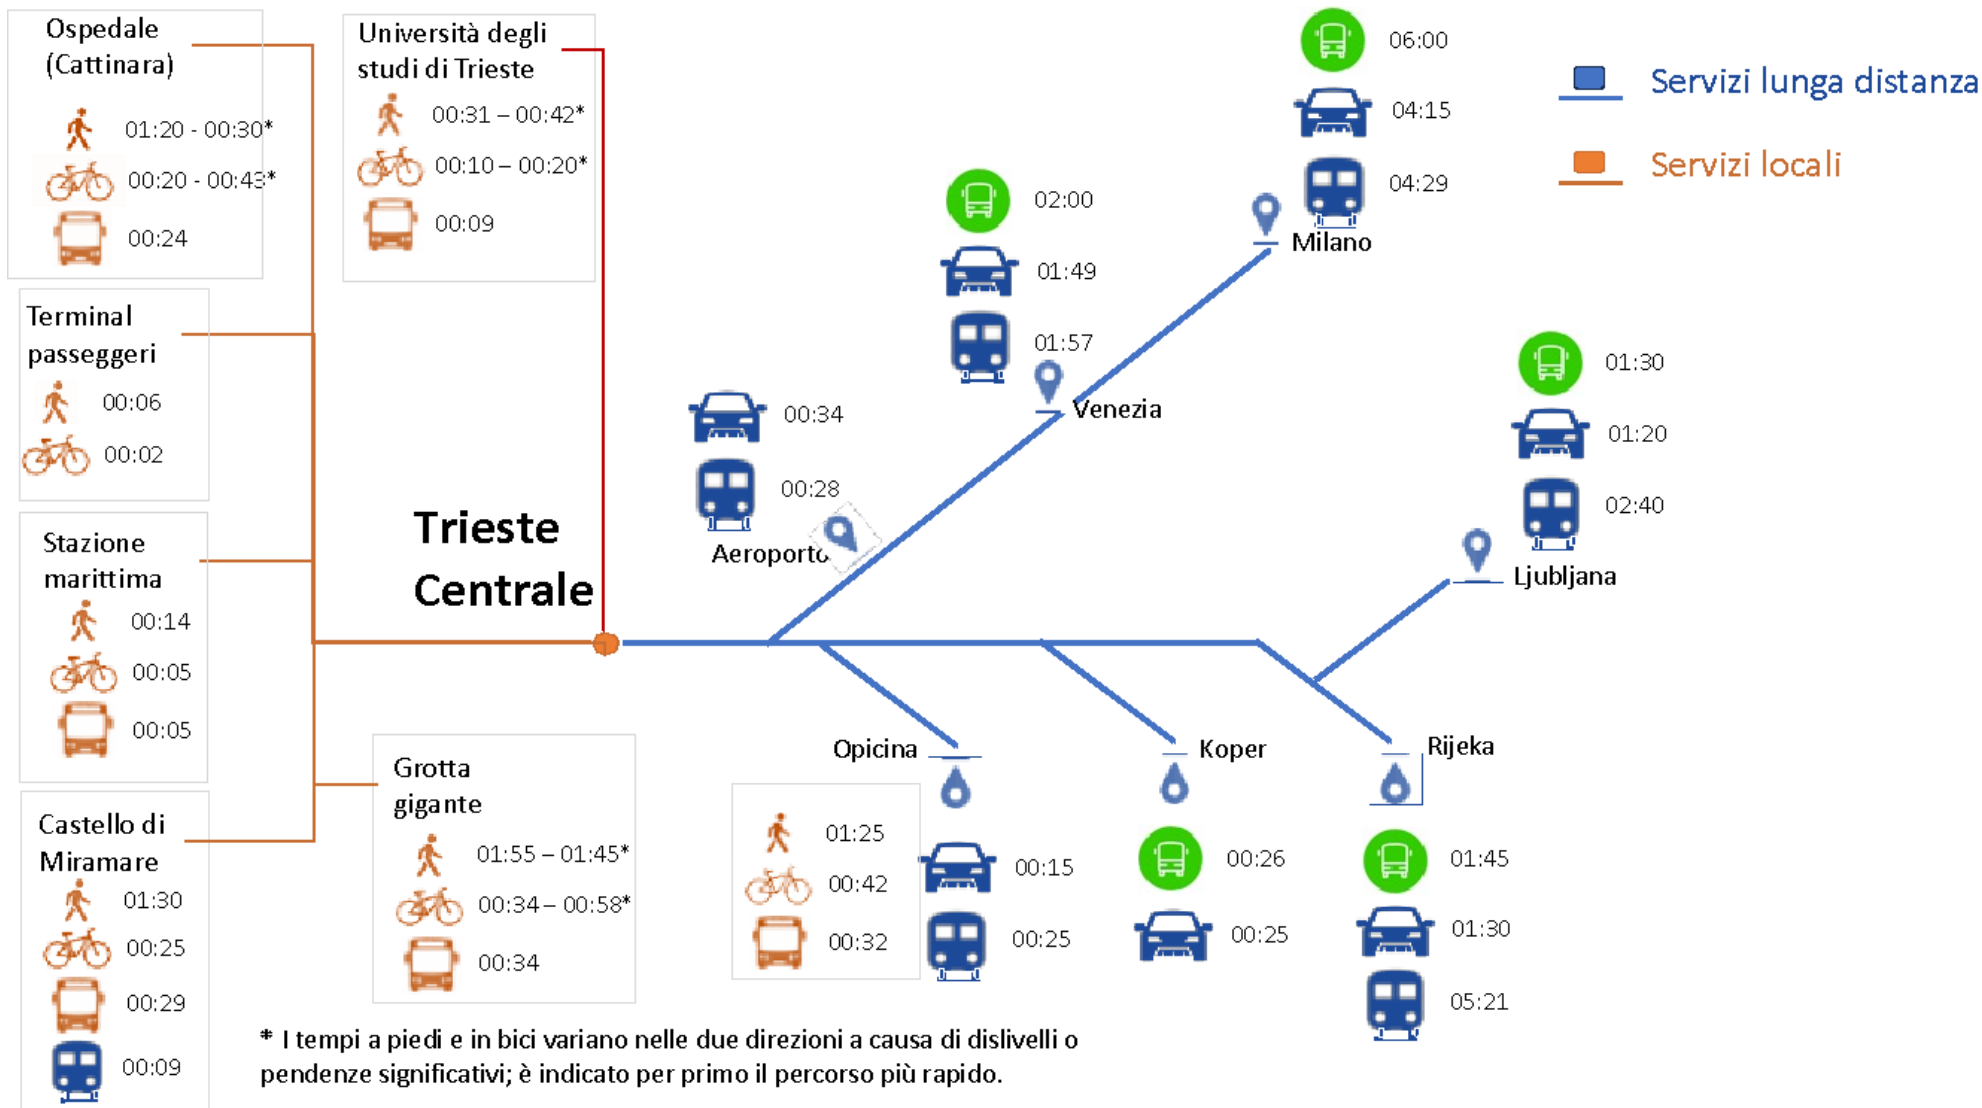 Ospedale
(Cattinara)
01:20 - 00:30*
00:20 - 00:43*
00:24
Università degli
studi di Trieste
00:31 – 00:42*
00:10 – 00:20*
00:09
Terminal
passeggeri
00:06
00:02
Stazione
marittima
00:14
00:05
00:05
Castello di
Miramare
01:30
00:25
00:29
00:09
Grotta
gigante
01:55 – 01:45*
00:34 – 00:58*
00:34
Trieste
Centrale
00:34
00:28
Aeroporto
02:00
01:49
01:57
Venezia
06:00
04:15
04:29
Milano
Servizi lunga distanza
Servizi locali
01:30
01:20
02:40
Ljubljana
Opicina
01:25
00:42
00:32
00:15
00:25
Koper
00:26
00:25
Rijeka
01:45
01:30
05:21
* I tempi a piedi e in bici variano nelle due direzioni a causa di dislivelli o
pendenze significativi; è indicato per primo il percorso più rapido.